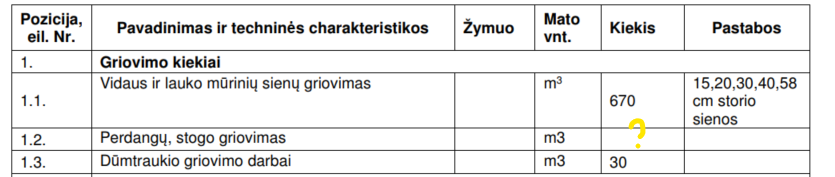 Pozicija, eil. Nr. Pavadinimas ir techninės charakteristikos Žymuo Mato vnt. Kiekis Pastabos
1. Griovimo kiekiai
1.1. Vidaus ir lauko mūrinių sienų griovimas m³ 670 15,20,30,40,58 cm storio sienos
1.2. Perdangų, stogo griovimas m3 ?
1.3. Dūmtraukio griovimo darbai m3 30